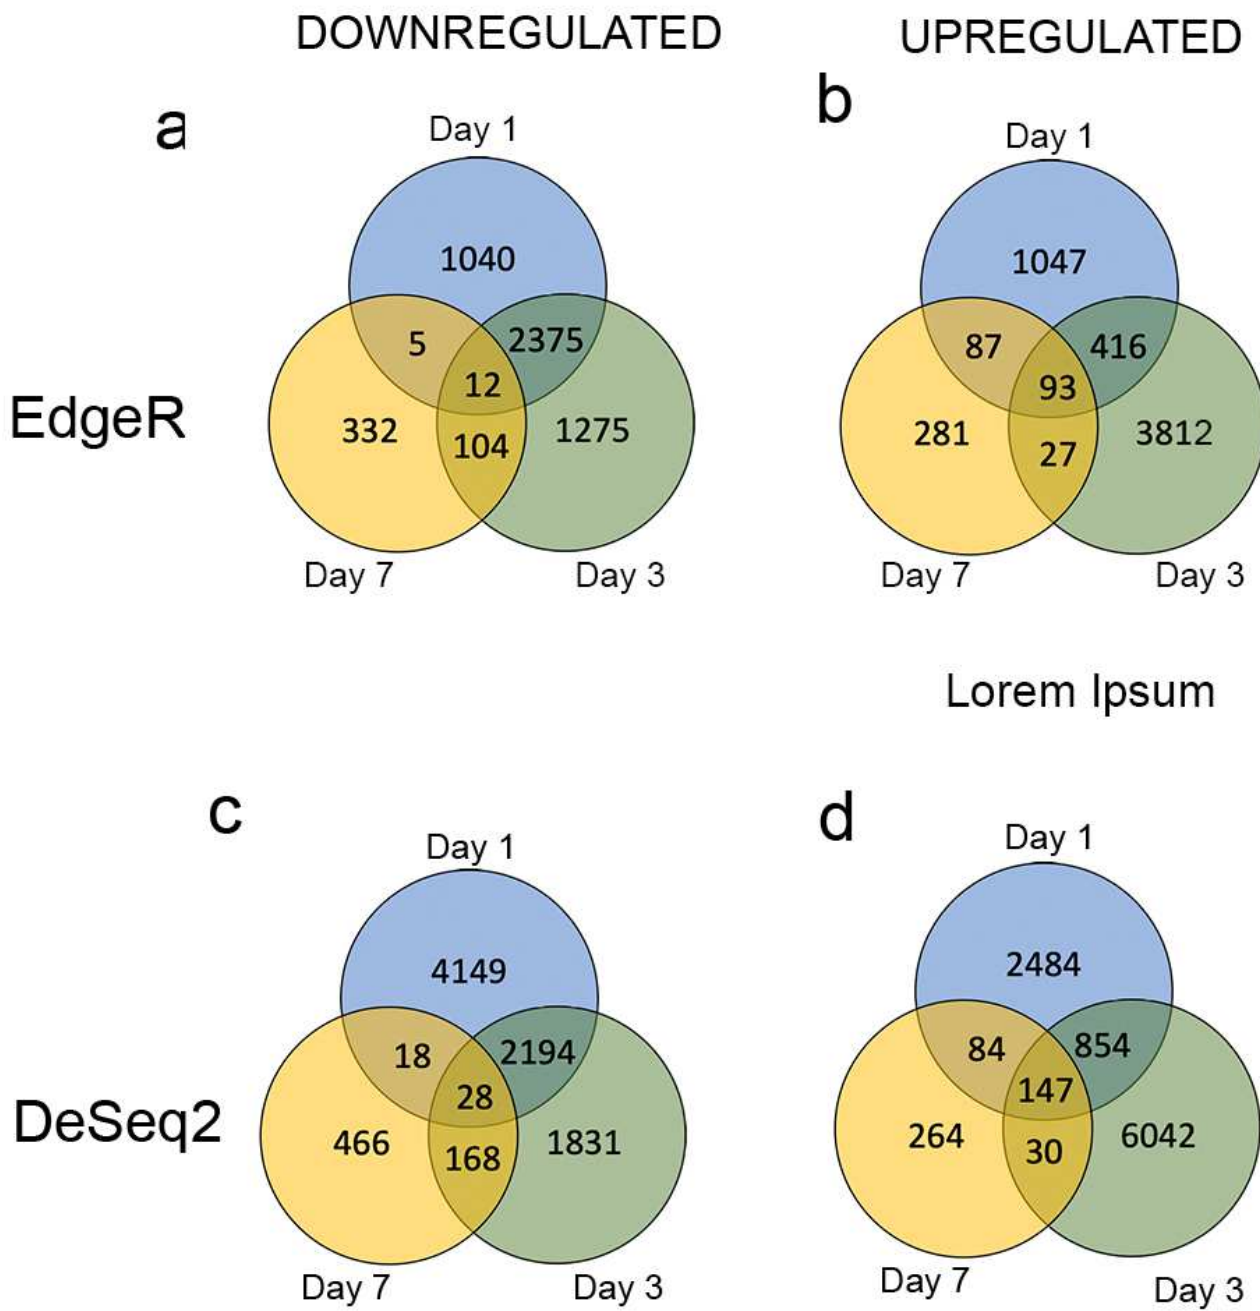 DOWNREGULATED
UPREGULATED
a
Day 1
1040
5
2375
12
332
104
1275
Day 7
Day 3
b
Day 1
1047
87
416
93
281
27
3812
Day 7
Day 3
EdgeR
Lorem Ipsum
c
Day 1
4149
18
2194
28
466
168
1831
Day 7
Day 3
d
Day 1
2484
84
854
147
264
30
6042
Day 7
Day 3
DeSeq2